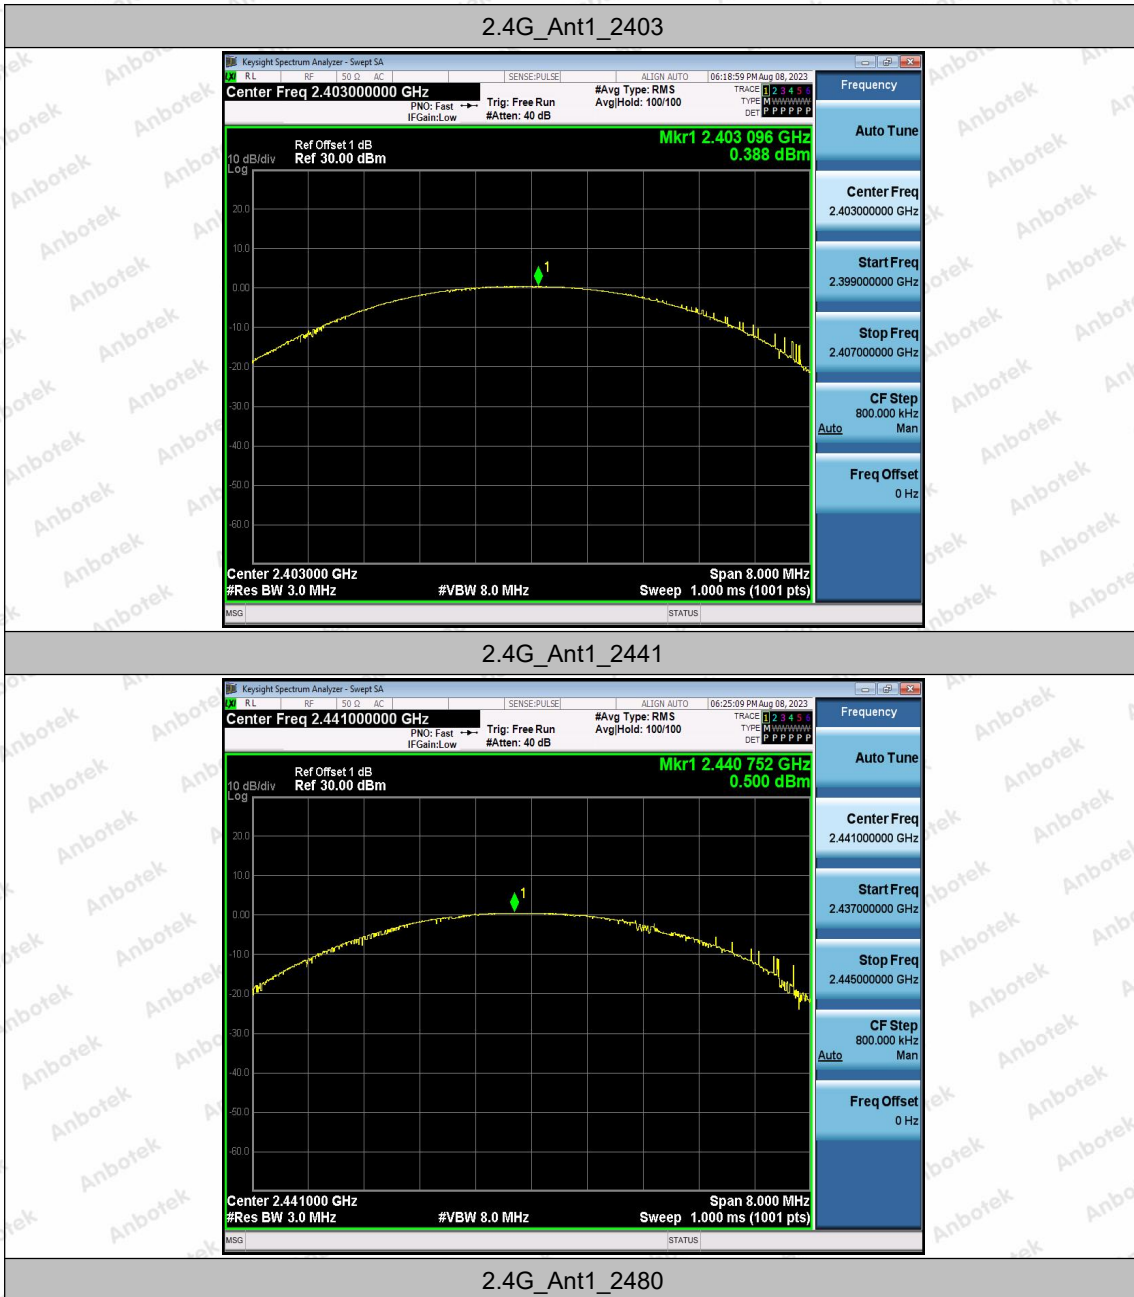 2.4G_Ant1_2403
Keysight Spectrum Analyzer - Swept SA
LXI RL RF 50 Ω AC SENSE:PULSE ALIGN AUTO 06:18:59 PM Aug 08, 2023
Center Freq 2.403000000 GHz
PNO: Fast
IFGain:Low
Trig: Free Run
#Atten: 40 dB
#Avg Type: RMS
Avg|Hold: 100/100
TRACE 1 2 3 4 5 6
TYPE M W W W W W
DET P P P P P P
Frequency
Mkr1 2.403 096 GHz
0.388 dBm
Ref Offset 1 dB
10 dB/div Ref 30.00 dBm
Log
20.0
10.0
0.00
-10.0
-20.0
-30.0
-40.0
-50.0
-60.0
1
Center 2.403000 GHz Span 8.000 MHz
#Res BW 3.0 MHz #VBW 8.0 MHz Sweep 1.000 ms (1001 pts)
MSG STATUS
Auto Tune
Center Freq
2.403000000 GHz
Start Freq
2.399000000 GHz
Stop Freq
2.407000000 GHz
CF Step
800.000 kHz
Auto Man
Freq Offset
0 Hz
2.4G_Ant1_2441
Keysight Spectrum Analyzer - Swept SA
LXI RL RF 50 Ω AC SENSE:PULSE ALIGN AUTO 06:25:09 PM Aug 08, 2023
Center Freq 2.441000000 GHz
PNO: Fast
IFGain:Low
Trig: Free Run
#Atten: 40 dB
#Avg Type: RMS
Avg|Hold: 100/100
TRACE 1 2 3 4 5 6
TYPE M W W W W W
DET P P P P P P
Frequency
Mkr1 2.440 752 GHz
0.500 dBm
Ref Offset 1 dB
10 dB/div Ref 30.00 dBm
Log
20.0
10.0
0.00
-10.0
-20.0
-30.0
-40.0
-50.0
-60.0
1
Center 2.441000 GHz Span 8.000 MHz
#Res BW 3.0 MHz #VBW 8.0 MHz Sweep 1.000 ms (1001 pts)
MSG STATUS
Auto Tune
Center Freq
2.441000000 GHz
Start Freq
2.437000000 GHz
Stop Freq
2.445000000 GHz
CF Step
800.000 kHz
Auto Man
Freq Offset
0 Hz
2.4G_Ant1_2480
Anbotek